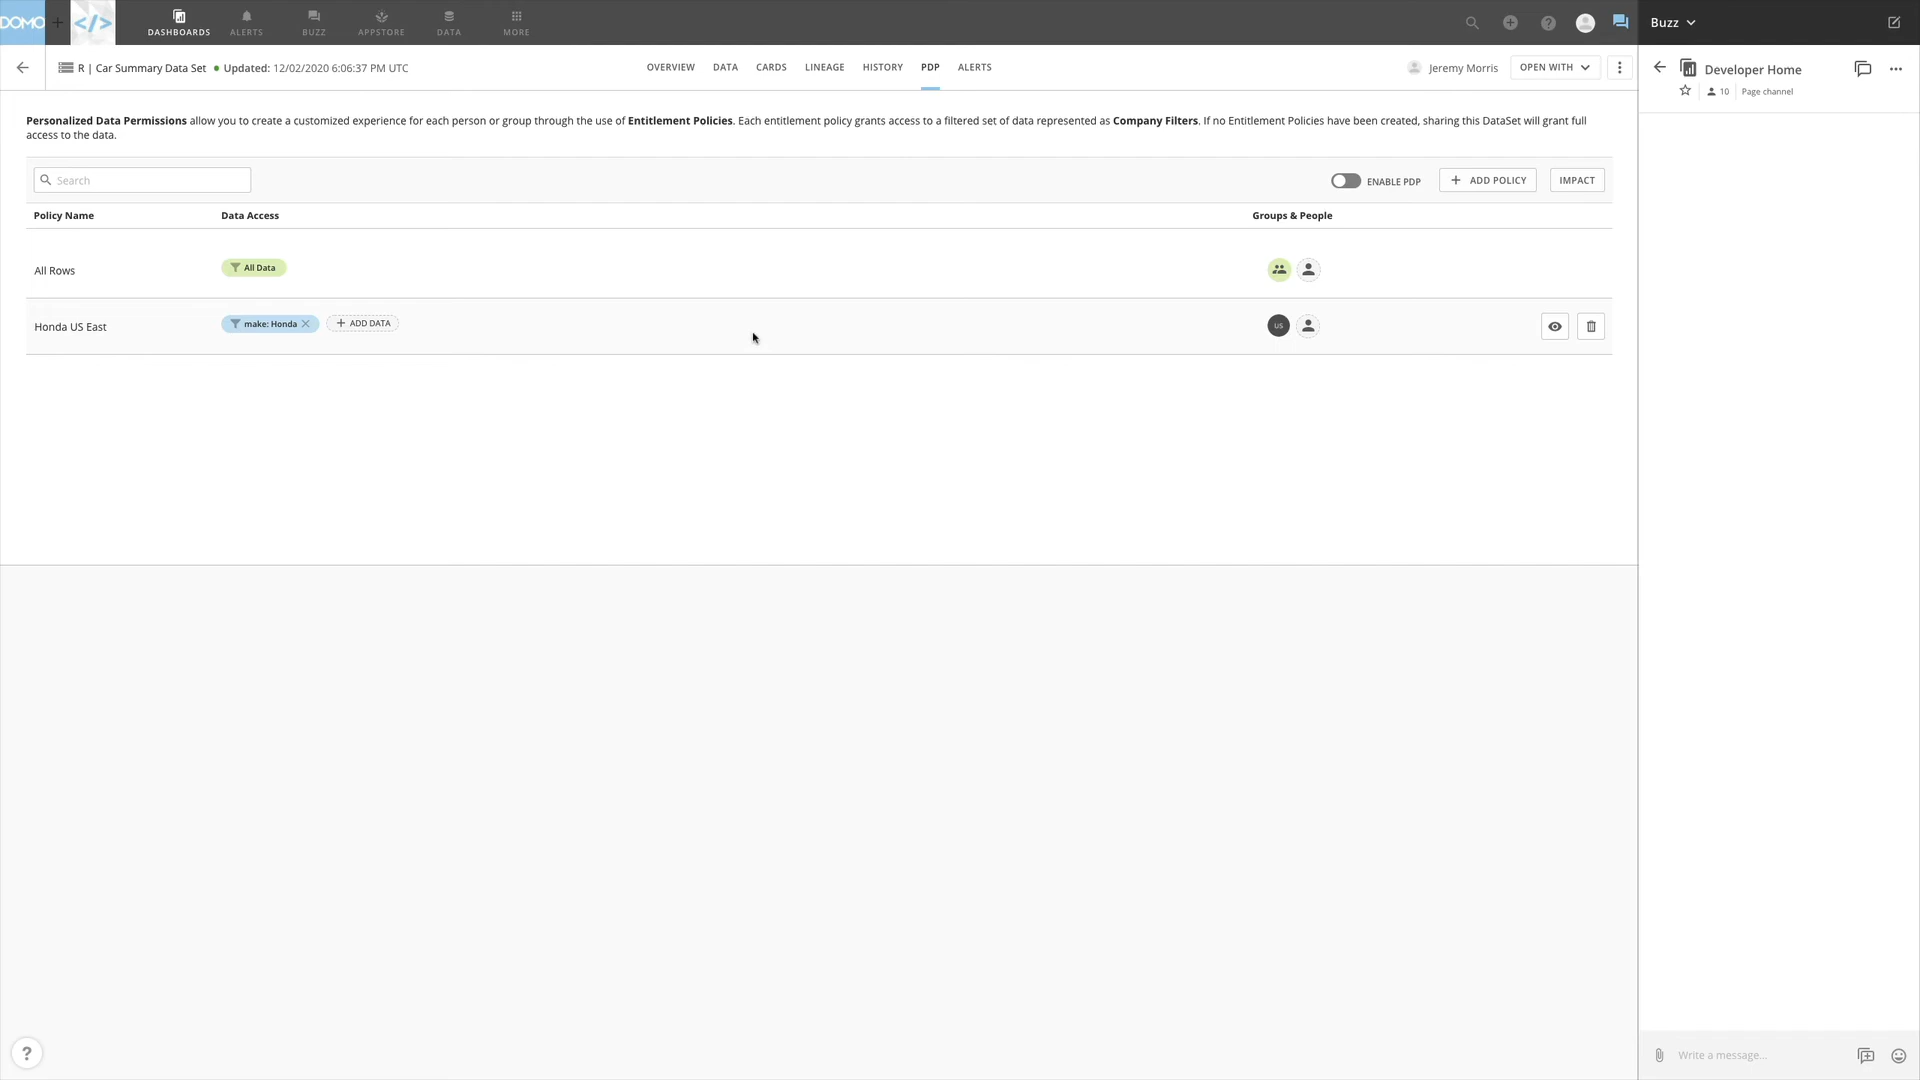 DOMO
</>
DASHBOARDS
ALERTS
BUZZ
APPSTORE
DATA
MORE
Buzz
R | Car Summary Data Set
Updated: 12/02/2020 6:06:37 PM UTC
OVERVIEW
DATA
CARDS
LINEAGE
HISTORY
PDP
ALERTS
Jeremy Morris
OPEN WITH
Developer Home
10
Page channel
Personalized Data Permissions allow you to create a customized experience for each person or group through the use of Entitlement Policies. Each entitlement policy grants access to a filtered set of data represented as Company Filters. If no Entitlement Policies have been created, sharing this DataSet will grant full
access to the data.
Search
ENABLE PDP
+ ADD POLICY
IMPACT
Policy Name
Data Access
Groups & People
All Rows
All Data
Honda US East
make: Honda
+ ADD DATA
US
?
Write a message...